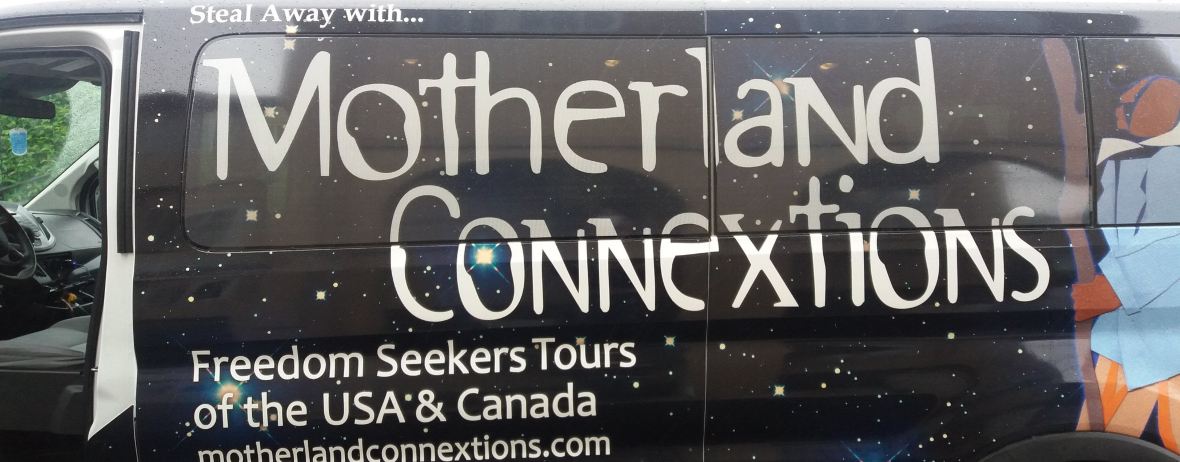 Steal Away with...
Motherland
Connextions
Freedom Seekers Tours
of the USA & Canada
motherlandconnextions.com